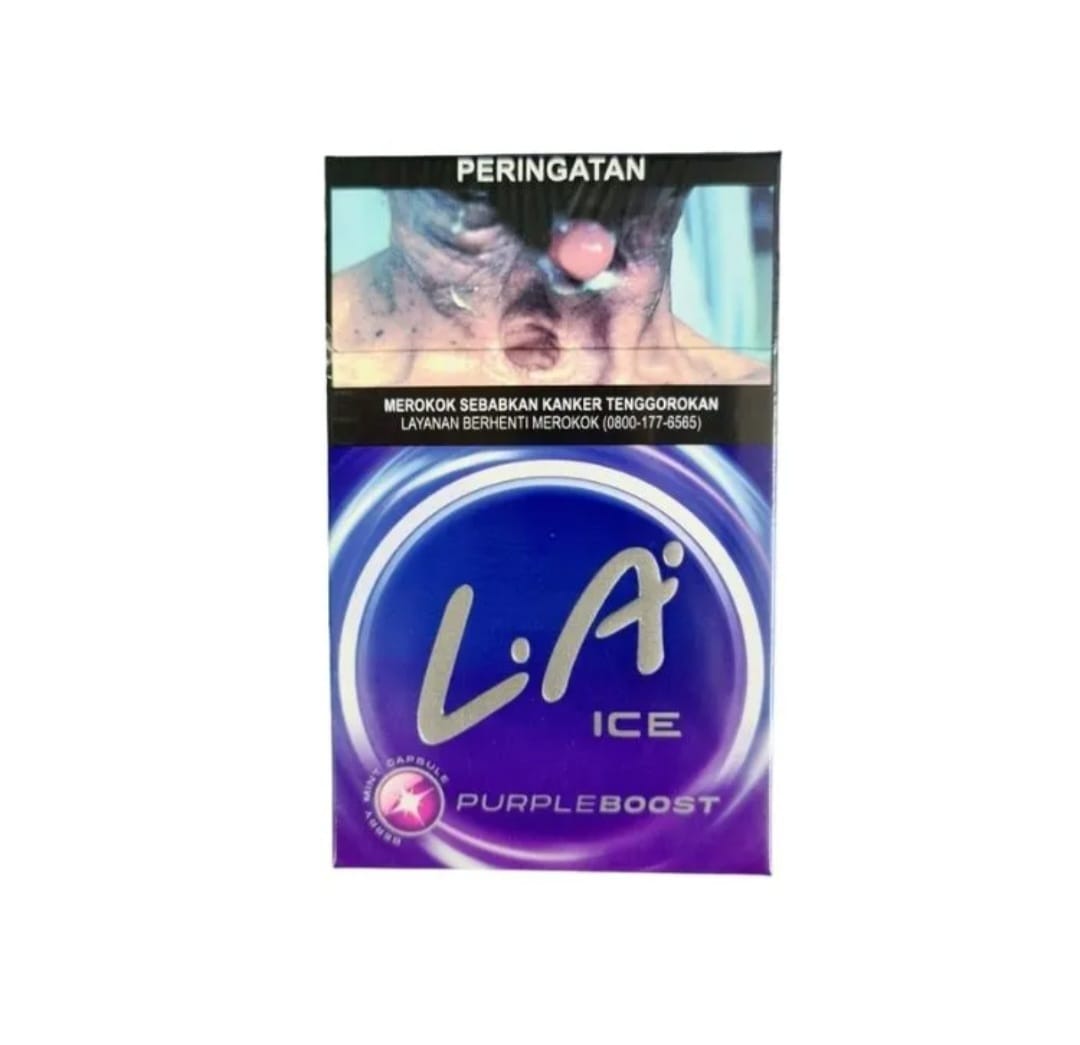 PERINGATAN
MEROKOK SEBABKAN KANKER TENGGOROKAN
LAYANAN BERHENTI MEROKOK (0800-177-6565)
L.A.
ICE
BERRY MINT CAPSULE
PURPLEBOOST